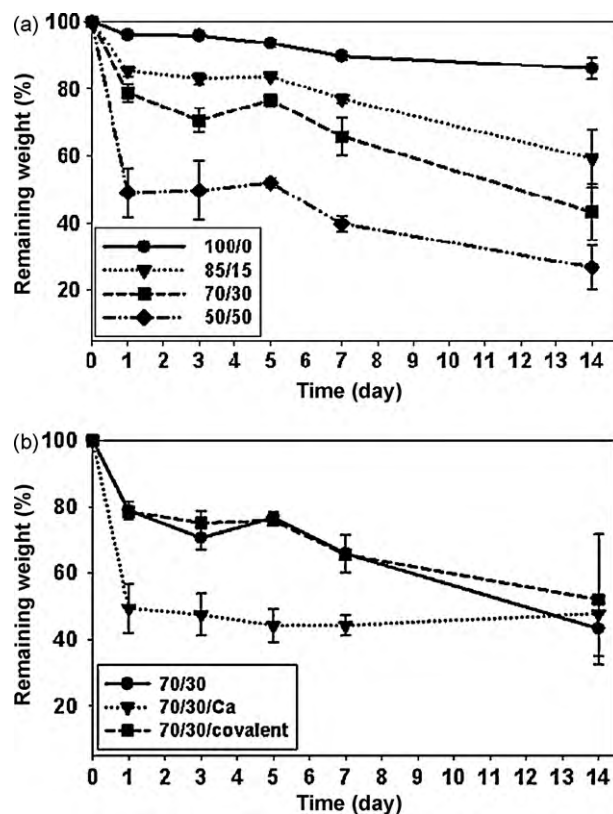 (a)
100
80
60
40
20
Remaining weight (%)
100/0
85/15
70/30
50/50
0 1 2 3 4 5 6 7 8 9 10 11 12 13 14
Time (day)
(b)
100
80
60
40
20
Remaining weight (%)
70/30
70/30/Ca
70/30/covalent
0 1 2 3 4 5 6 7 8 9 10 11 12 13 14
Time (day)